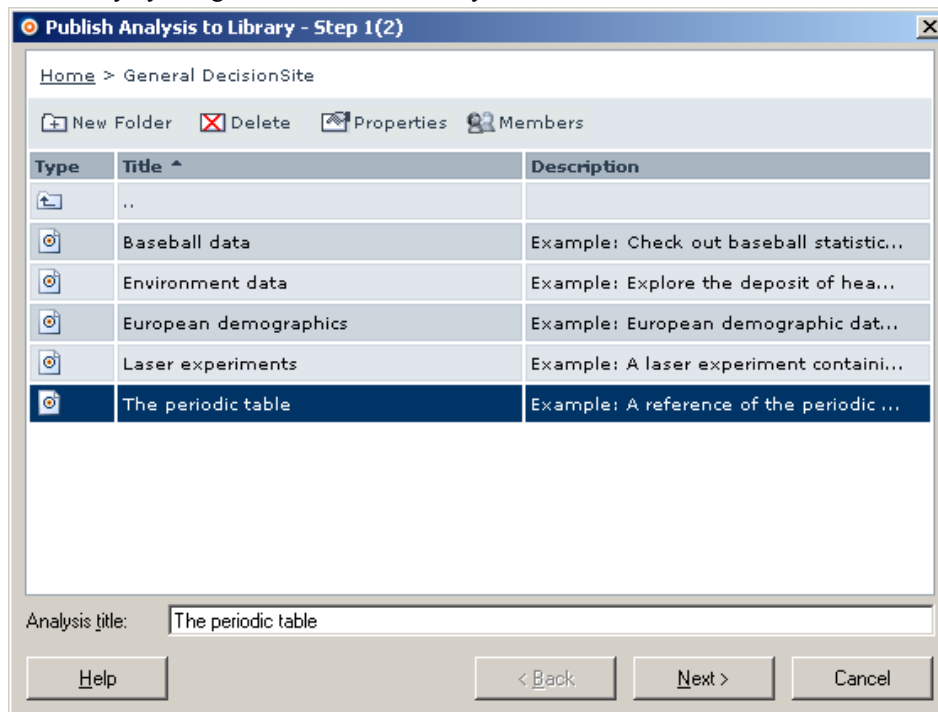 Publish Analysis to Library - Step 1(2)
Home > General DecisionSite
New Folder Delete Properties Members
Type Title Description
..
Baseball data Example: Check out baseball statistic...
Environment data Example: Explore the deposit of hea...
European demographics Example: European demographic dat...
Laser experiments Example: A laser experiment containi...
The periodic table Example: A reference of the periodic ...
Analysis title: The periodic table
Help < Back Next > Cancel